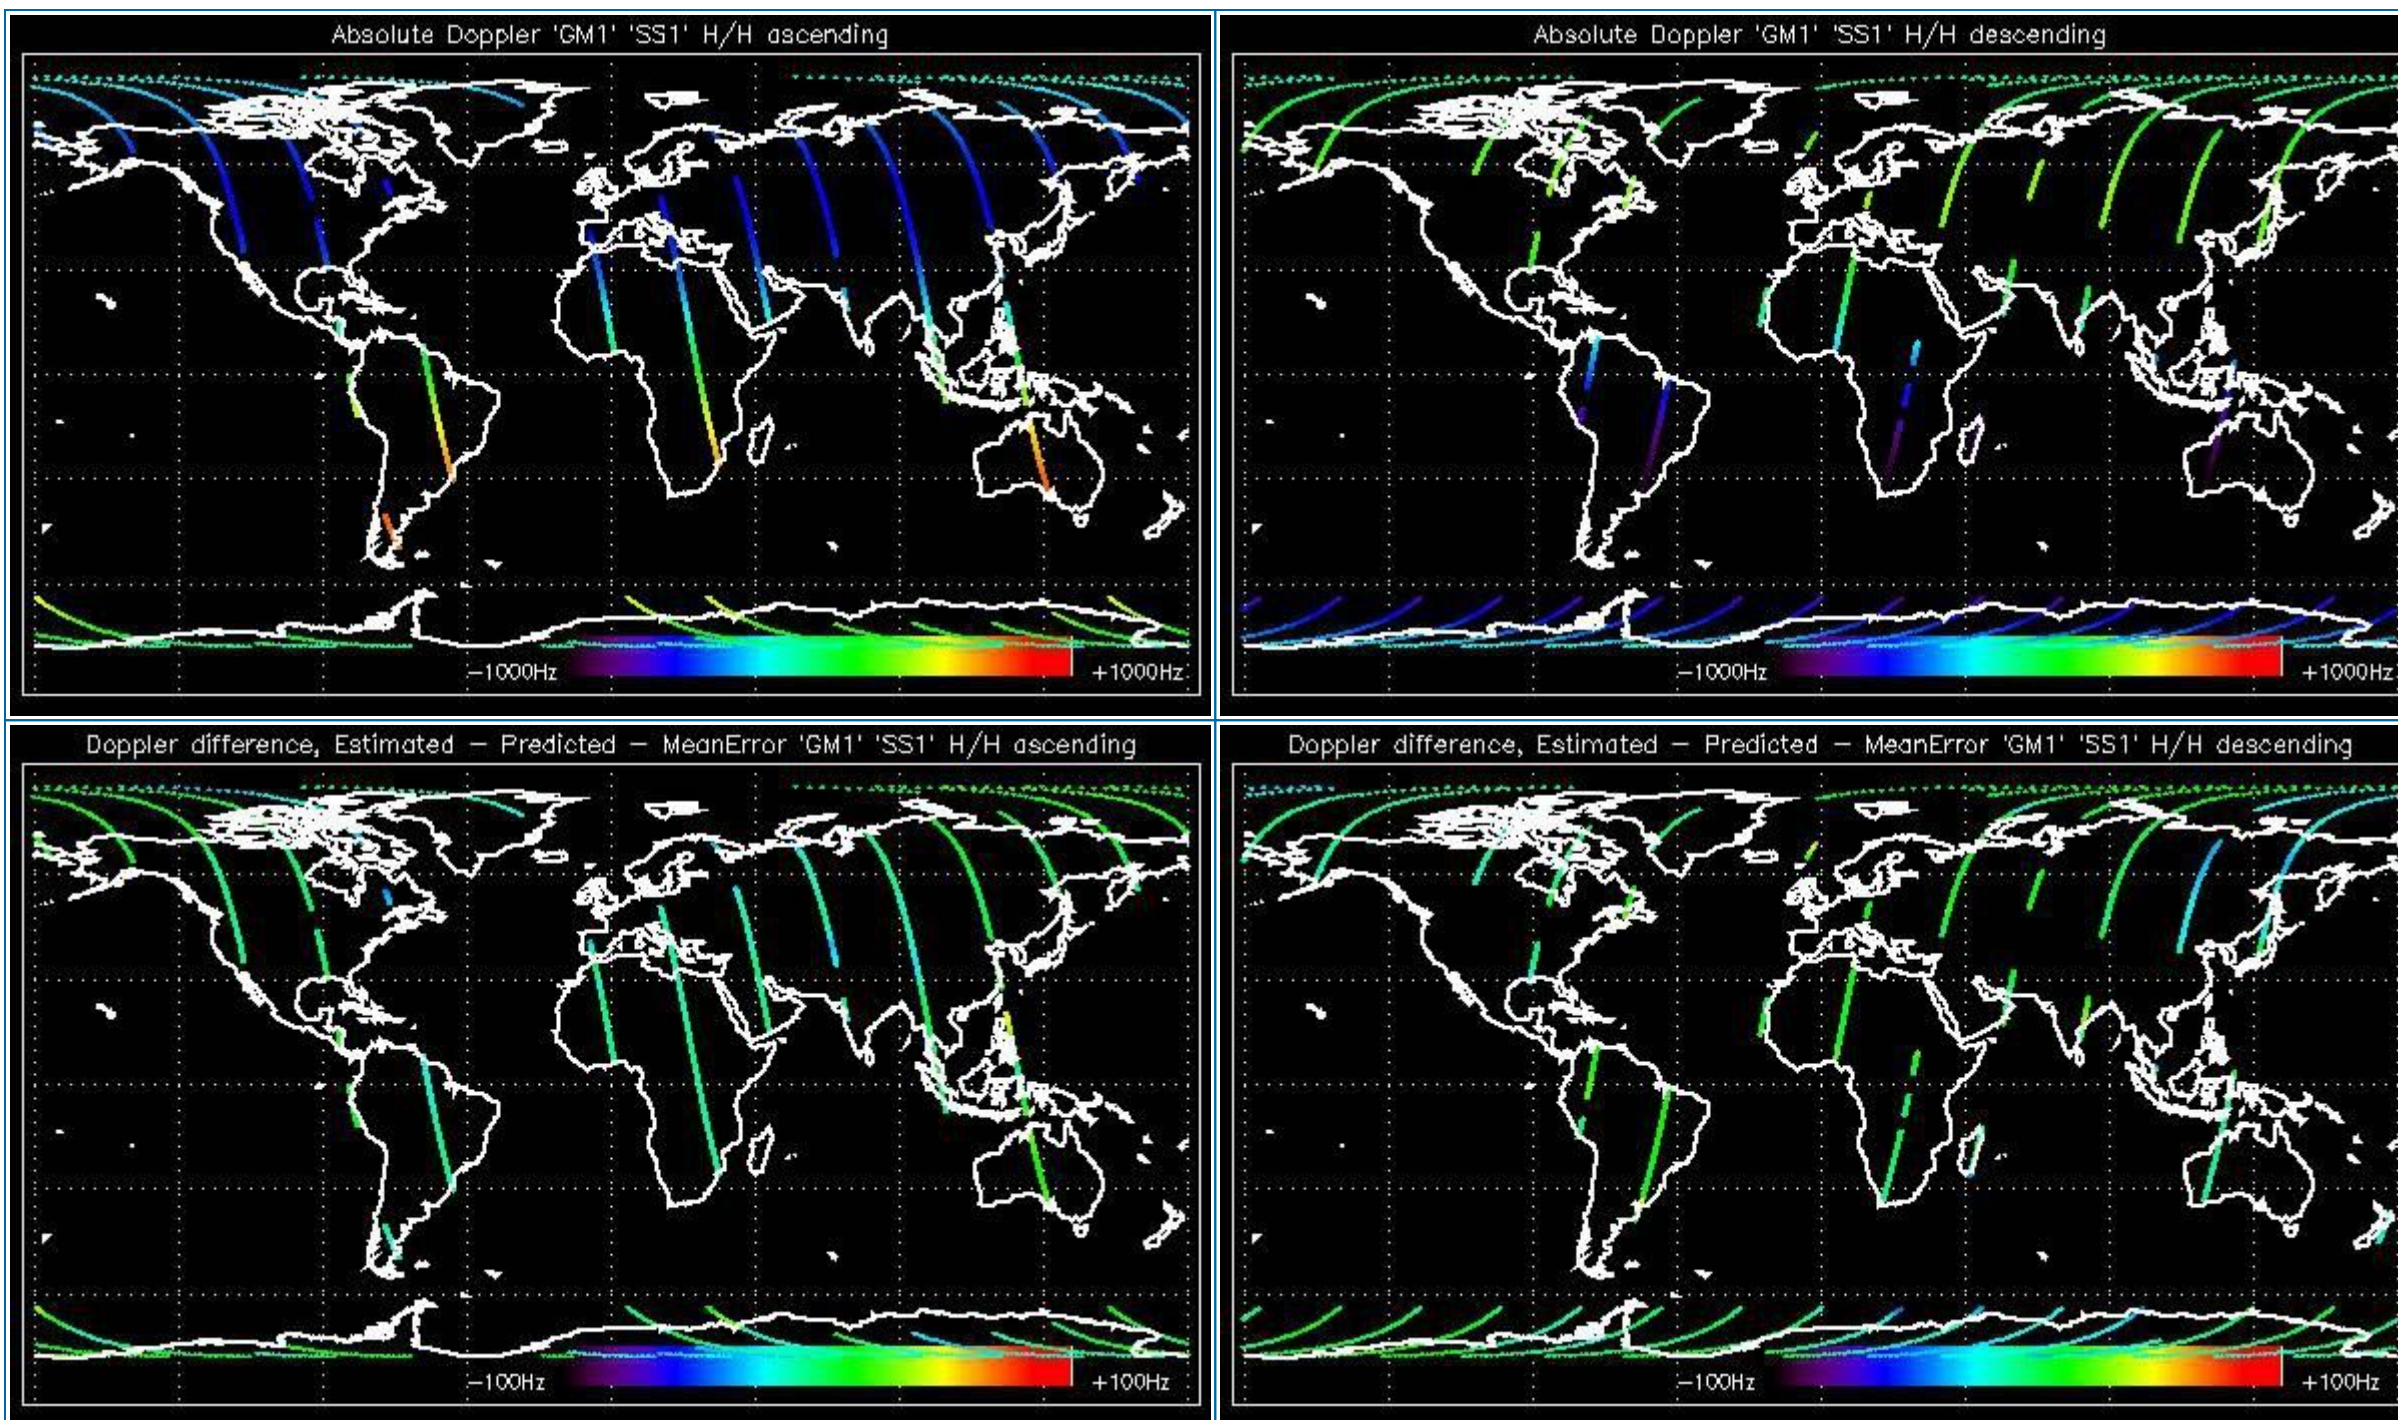 Absolute Doppler 'GM1' 'SS1' H/H ascending
−1000Hz
+1000Hz
Absolute Doppler 'GM1' 'SS1' H/H descending
−1000Hz
+1000Hz
Doppler difference, Estimated − Predicted − MeanError 'GM1' 'SS1' H/H ascending
−100Hz
+100Hz
Doppler difference, Estimated − Predicted − MeanError 'GM1' 'SS1' H/H descending
−100Hz
+100Hz